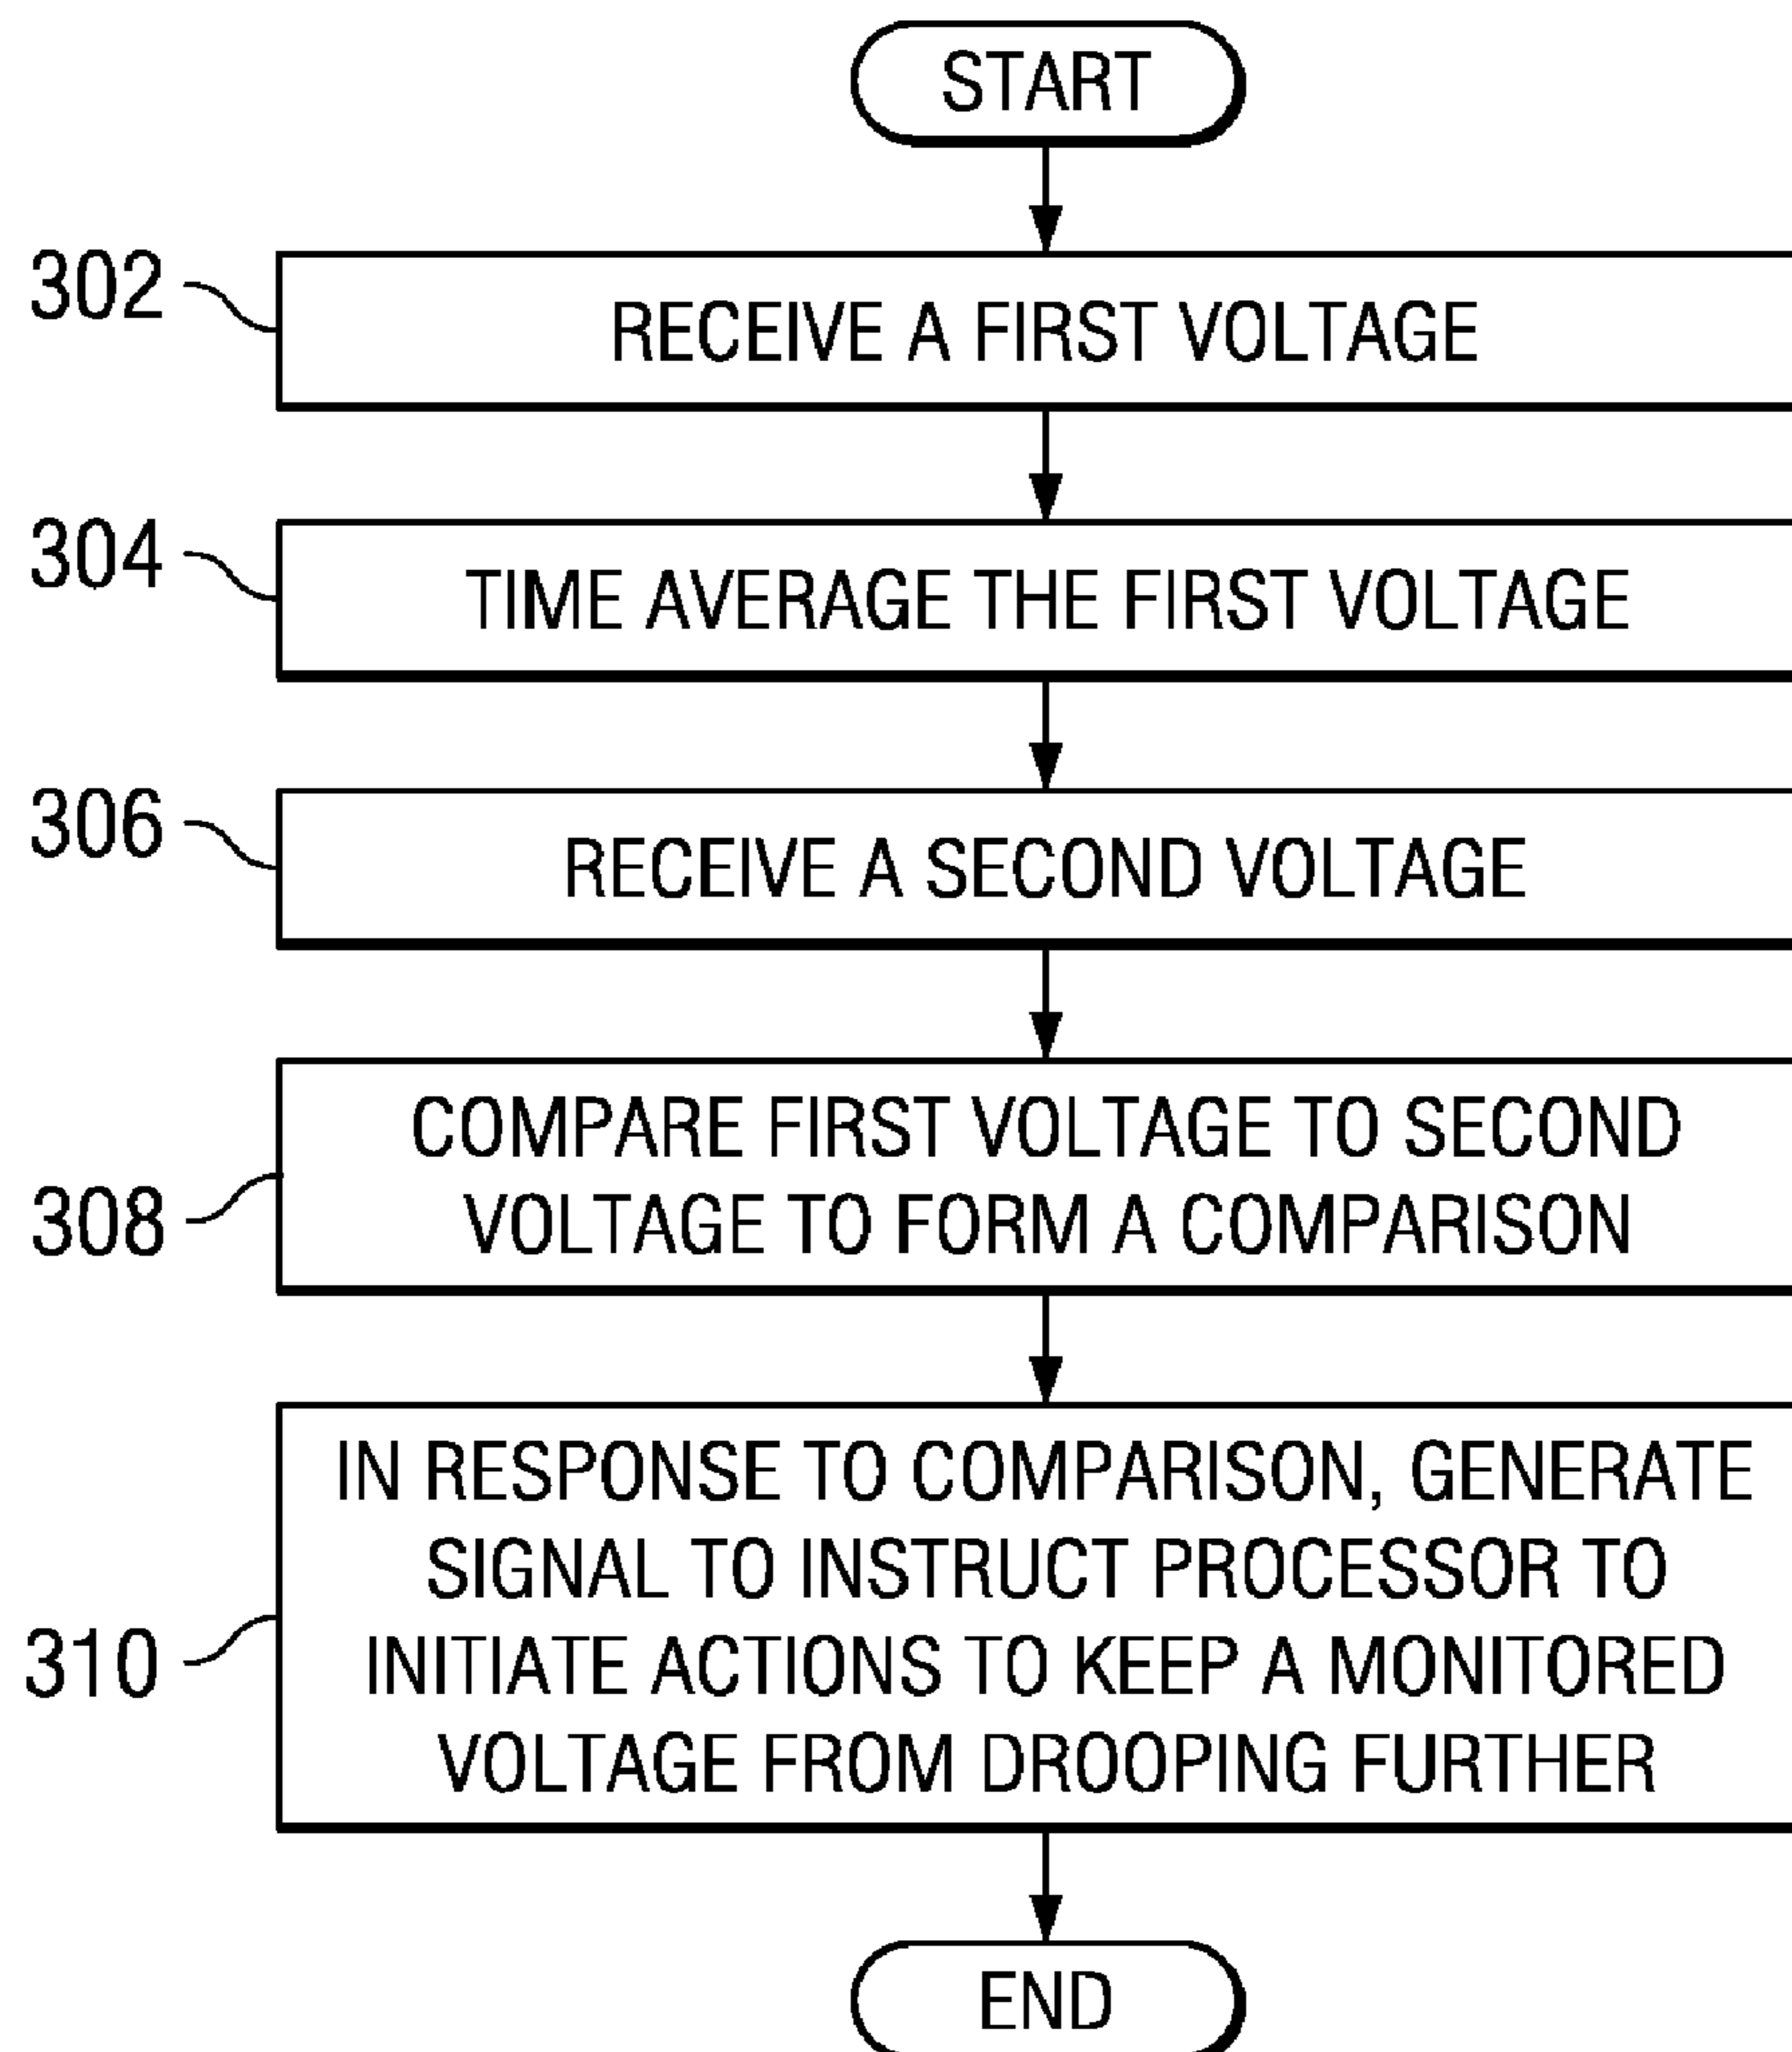 START
302
RECEIVE A FIRST VOLTAGE
304
TIME AVERAGE THE FIRST VOLTAGE
306
RECEIVE A SECOND VOLTAGE
308
COMPARE FIRST VOLTAGE TO SECOND
VOLTAGE TO FORM A COMPARISON
310
IN RESPONSE TO COMPARISON, GENERATE
SIGNAL TO INSTRUCT PROCESSOR TO
INITIATE ACTIONS TO KEEP A MONITORED
VOLTAGE FROM DROOPING FURTHER
END